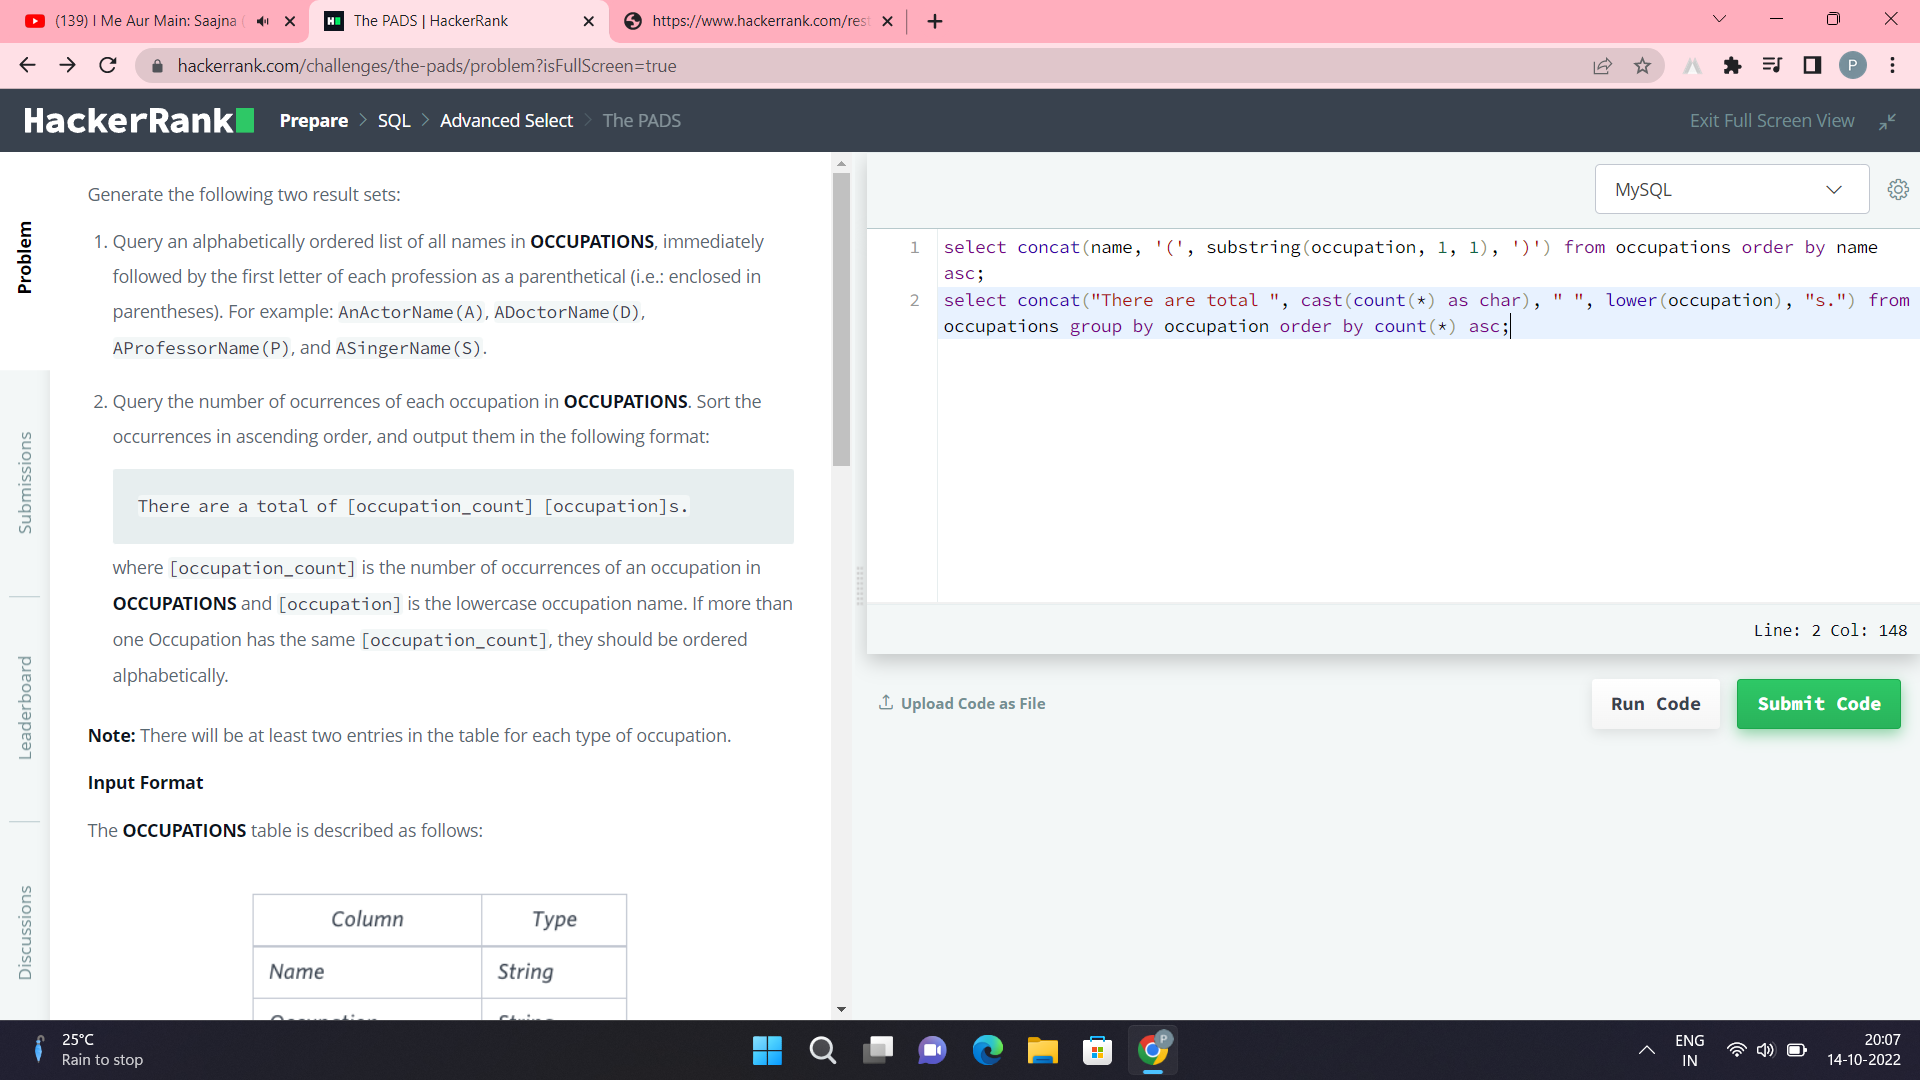 (139) I Me Aur Main: Saajna (
The PADS | HackerRank
https://www.hackerrank.com/rest
hackerrank.com/challenges/the-pads/problem?isFullScreen=true
P
HackerRank
Prepare > SQL > Advanced Select > The PADS
Exit Full Screen View
Problem
Submissions
Leaderboard
Discussions
Generate the following two result sets:
1. Query an alphabetically ordered list of all names in OCCUPATIONS, immediately
followed by the first letter of each profession as a parenthetical (i.e.: enclosed in
parentheses). For example: AnActorName(A), ADoctorName(D),
AProfessorName(P), and ASingerName(S).
2. Query the number of ocurrences of each occupation in OCCUPATIONS. Sort the
occurrences in ascending order, and output them in the following format:
There are a total of [occupation_count] [occupation]s.
where [occupation_count] is the number of occurrences of an occupation in
OCCUPATIONS and [occupation] is the lowercase occupation name. If more than
one Occupation has the same [occupation_count], they should be ordered
alphabetically.
Note: There will be at least two entries in the table for each type of occupation.
Input Format
The OCCUPATIONS table is described as follows:
Column Type
Name String
Occupation String
MySQL
1 select concat(name, '(', substring(occupation, 1, 1), ')') from occupations order by name
asc;
2 select concat("There are total ", cast(count(*) as char), " ", lower(occupation), "s.") from
occupations group by occupation order by count(*) asc;
Line: 2 Col: 148
Upload Code as File
Run Code
Submit Code
25°C
Rain to stop
P
ENG
IN
20:07
14-10-2022